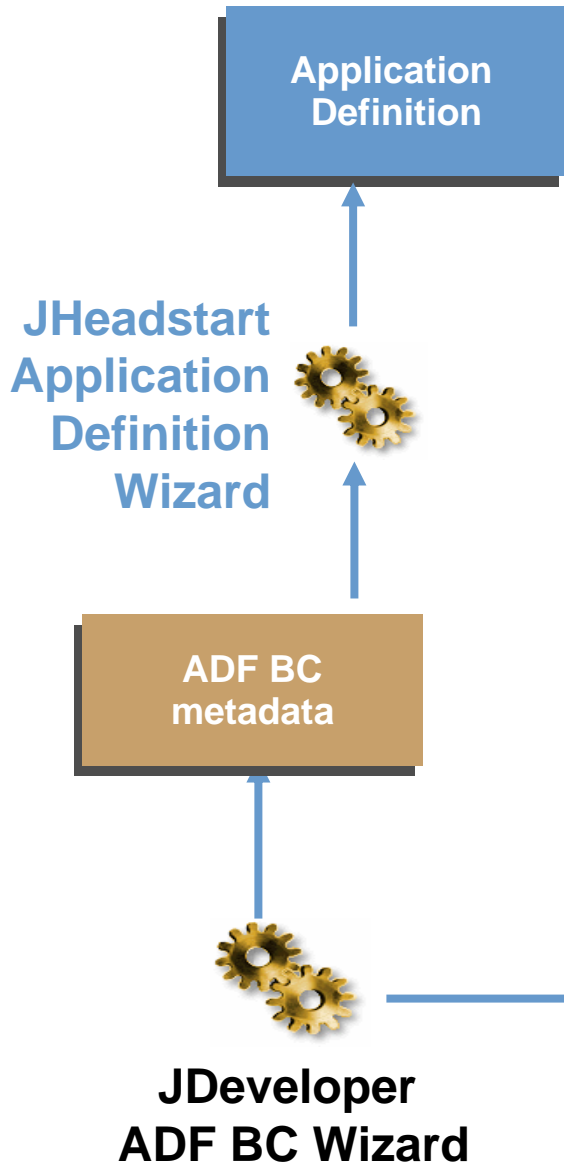 Application
Definition
JHeadstart
Application
Definition
Wizard
ADF BC
metadata
JDeveloper
ADF BC Wizard